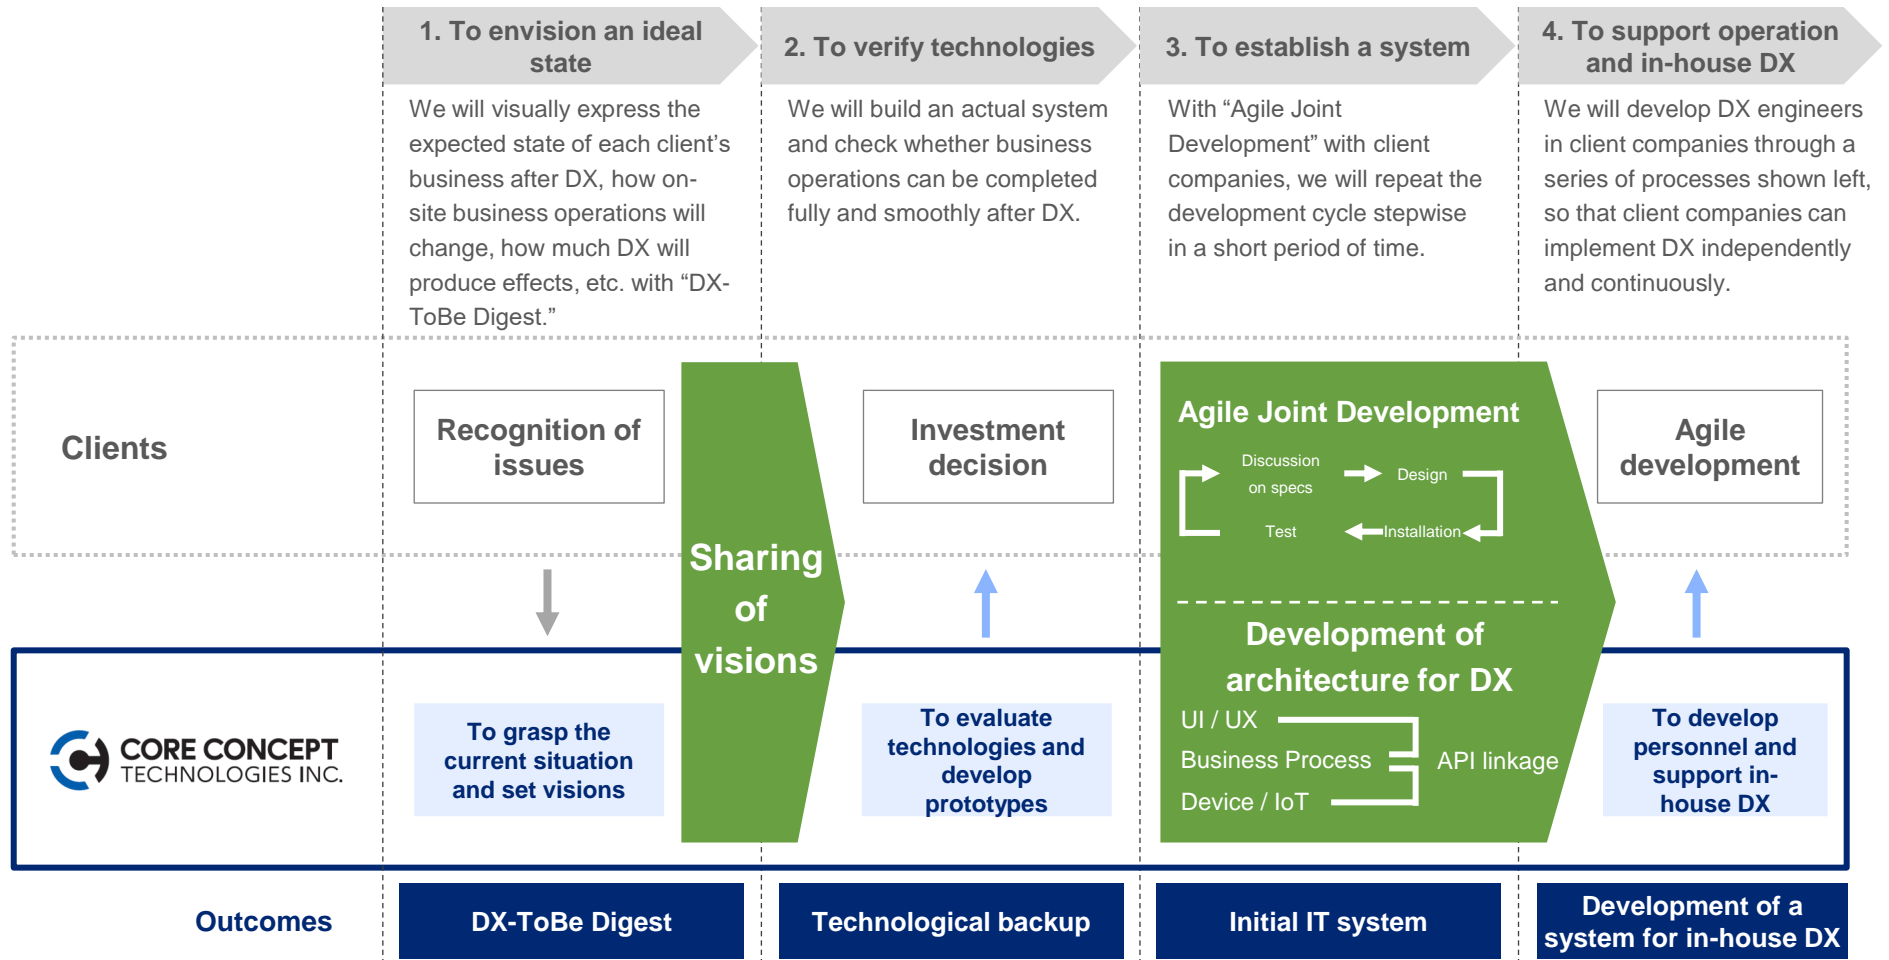 1. To envision an ideal
state
2. To verify technologies
3. To establish a system
4. To support operation
and in-house DX
We will visually express the
expected state of each client’s
business after DX, how on-
site business operations will
change, how much DX will
produce effects, etc. with “DX-
ToBe Digest.”
We will build an actual system
and check whether business
operations can be completed
fully and smoothly after DX.
With “Agile Joint
Development” with client
companies, we will repeat the
development cycle stepwise
in a short period of time.
We will develop DX engineers
in client companies through a
series of processes shown left,
so that client companies can
implement DX independently
and continuously.
Clients
Recognition of
issues
Sharing
of
visions
Investment
decision
Agile Joint Development
Discussion
on specs
Design
Test
Installation
Agile
development
Development of
architecture for DX
UI / UX
Business Process
Device / IoT
API linkage
CORE CONCEPT
TECHNOLOGIES INC.
To grasp the
current situation
and set visions
To evaluate
technologies and
develop
prototypes
To develop
personnel and
support in-
house DX
Outcomes
DX-ToBe Digest
Technological backup
Initial IT system
Development of a
system for in-house DX